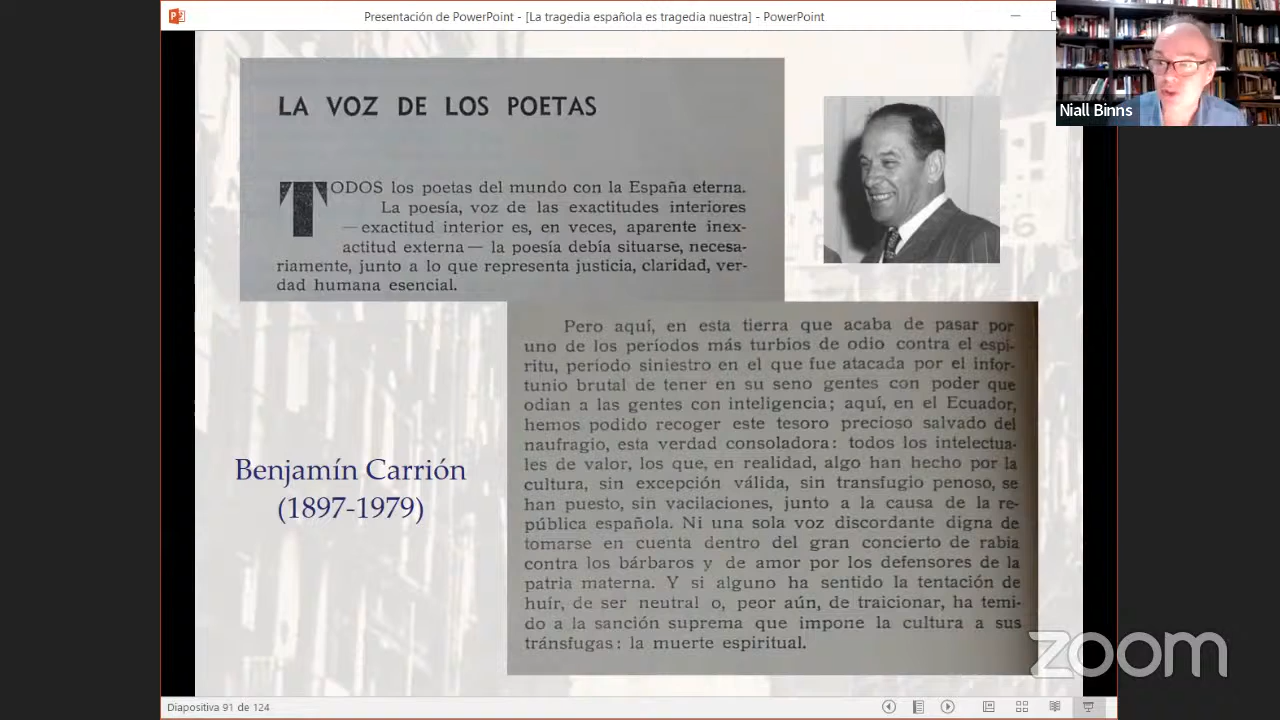 Presentación de PowerPoint - [La tragedia española es tragedia nuestra] - PowerPoint
Niall Binns
LA VOZ DE LOS POETAS
TODOS los poetas del mundo con la España eterna.
La poesía, voz de las exactitudes interiores
—exactitud interior es, en veces, aparente inex-
actitud externa— la poesía debía situarse, necesa-
riamente, junto a lo que representa justicia, claridad, ver-
dad humana esencial.
Pero aquí, en esta tierra que acaba de pasar por
uno de los períodos más turbios de odio contra el espí-
ritu, período siniestro en el que fue atacada por el infor-
tunio brutal de tener en su seno gentes con poder que
odian a las gentes con inteligencia; aquí, en el Ecuador,
hemos podido recoger este tesoro precioso salvado del
naufragio, esta verdad consoladora: todos los intelectua-
les de valor, los que, en realidad, algo han hecho por la
cultura, sin excepción válida, sin transfugio penoso, se
han puesto, sin vacilaciones, junto a la causa de la re-
pública española. Ni una sola voz discordante digna de
tomarse en cuenta dentro del gran concierto de rabia
contra los bárbaros y de amor por los defensores de la
patria materna. Y si alguno ha sentido la tentación de
huír, de ser neutral o, peor aún, de traicionar, ha temi-
do a la sanción suprema que impone la cultura a sus
tránsfugas: la muerte espiritual.
Benjamín Carrión
(1897-1979)
zoom
Diapositiva 91 de 124